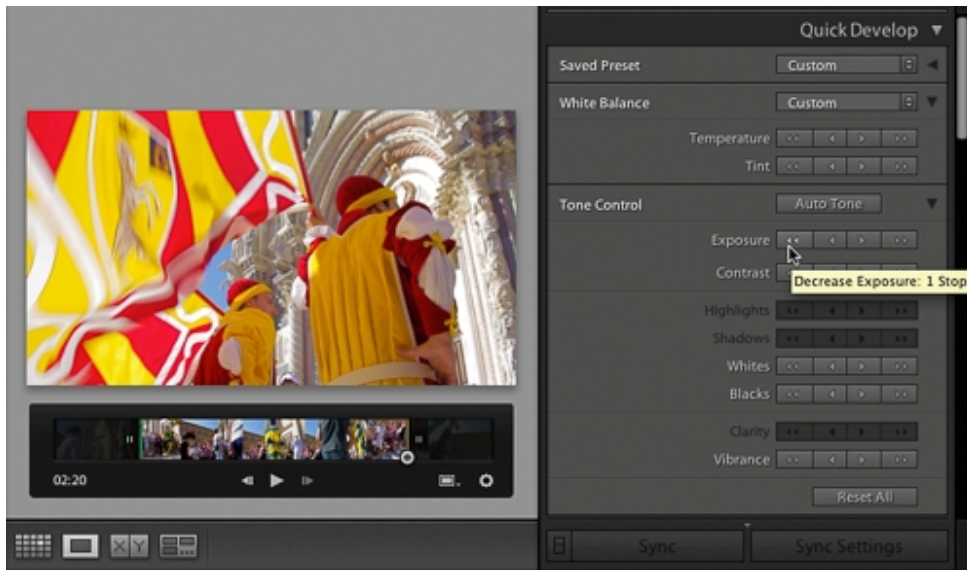 Quick Develop
Saved Preset Custom
White Balance Custom
Temperature
Tint
Tone Control Auto Tone
Exposure
Contrast
Decrease Exposure: 1 Stop
Highlights
Shadows
Whites
Blacks
Clarity
Vibrance
Reset All
02:20
X Y
Sync Sync Settings